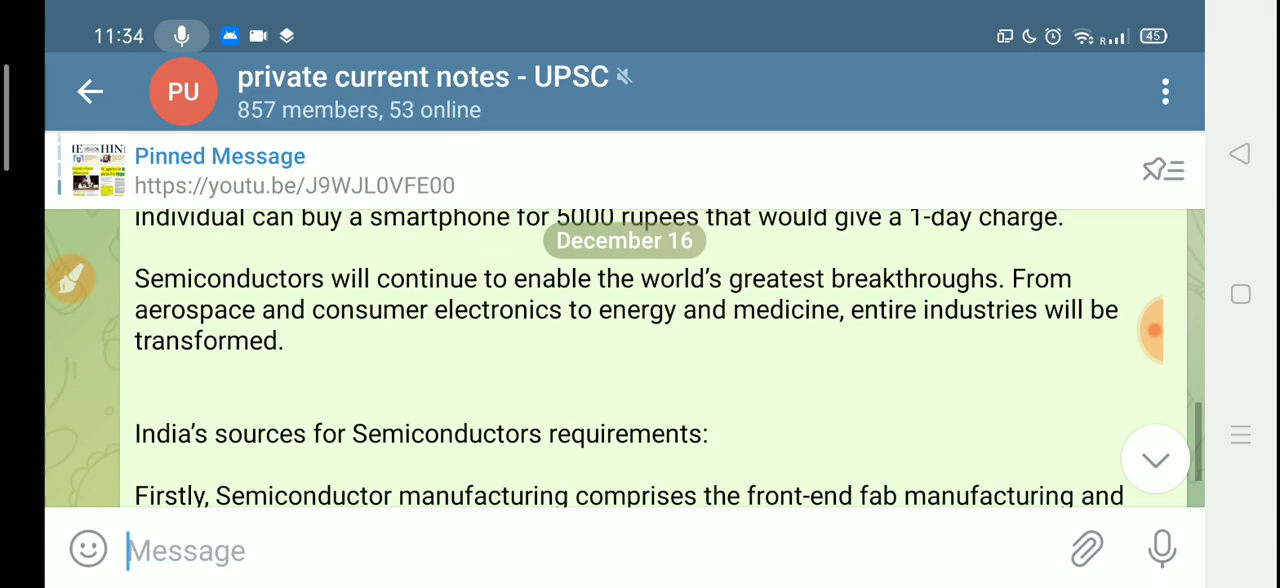 11:34
R
45
PU
private current notes - UPSC
857 members, 53 online
Pinned Message
https://youtu.be/J9WJL0VFE00
individual can buy a smartphone for 5000 rupees that would give a 1-day charge.
December 16
Semiconductors will continue to enable the world's greatest breakthroughs. From
aerospace and consumer electronics to energy and medicine, entire industries will be
transformed.
India's sources for Semiconductors requirements:
Firstly, Semiconductor manufacturing comprises the front-end fab manufacturing and
Message